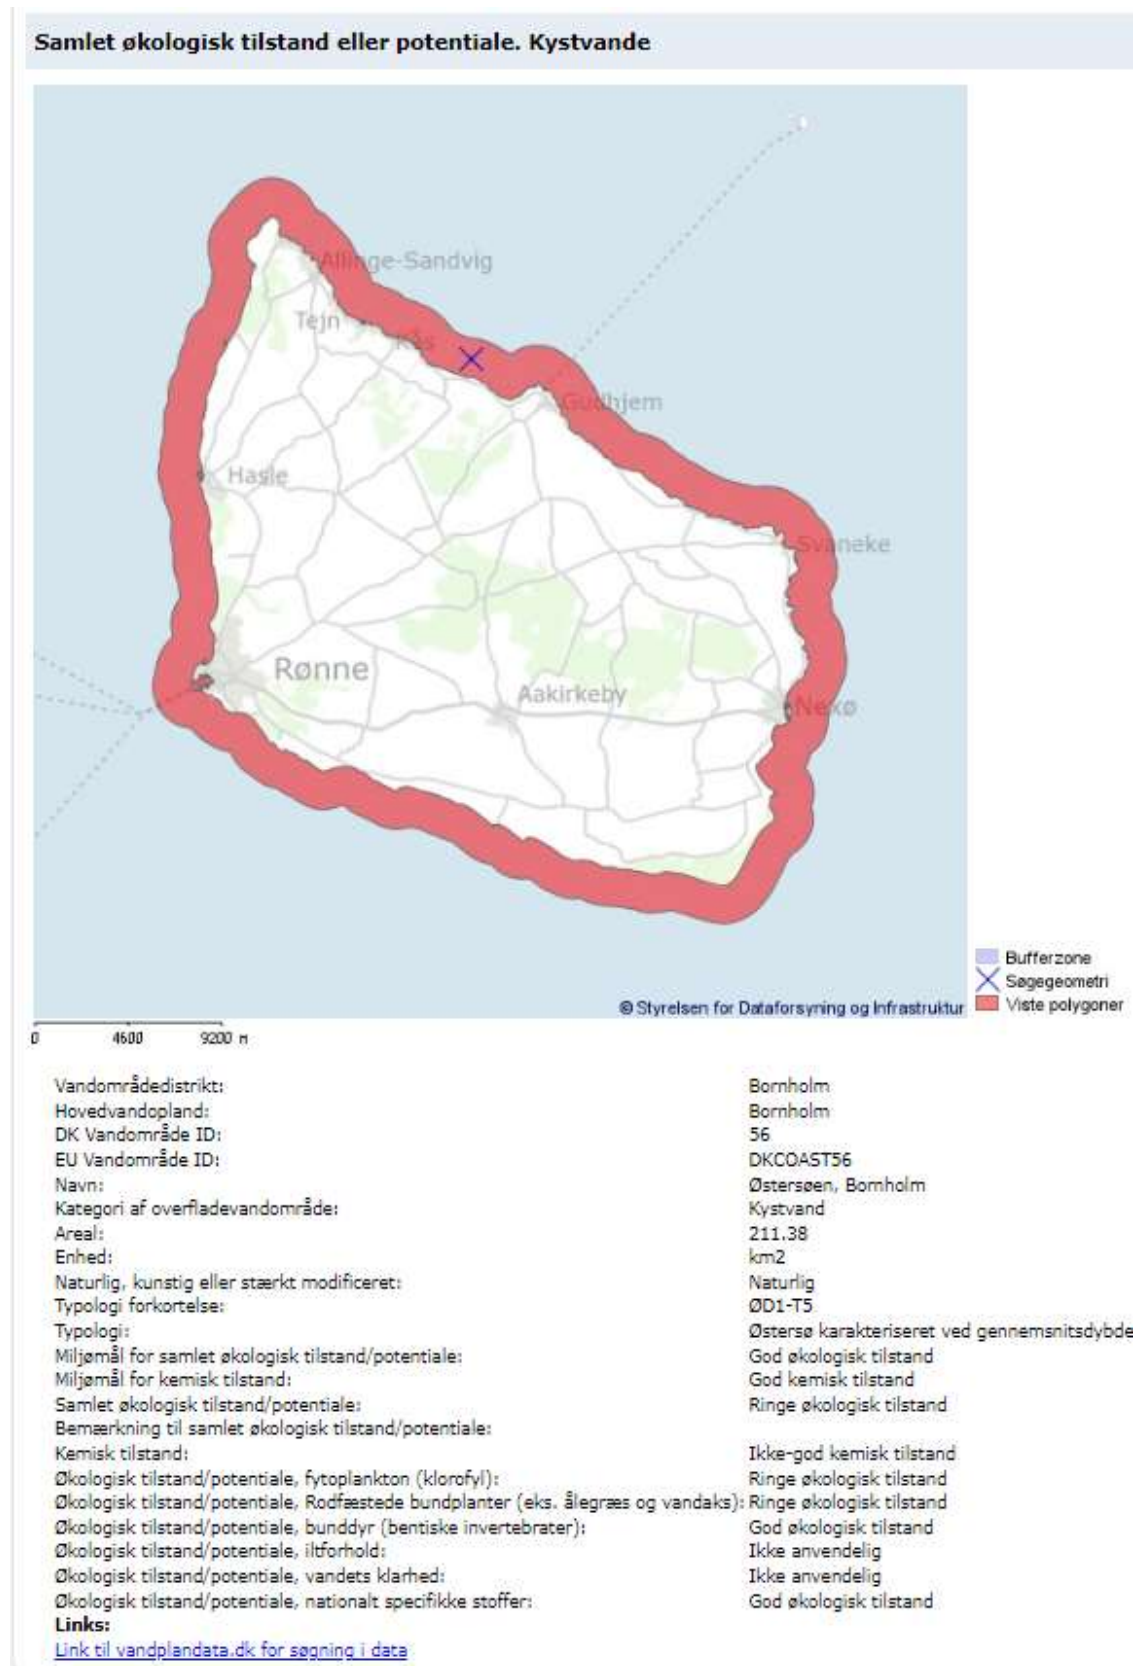 Samlet økologisk tilstand eller potentiale. Kystvande
Allinge-Sandvig
Tejn
Kås
Gudhjem
Hasle
Svaneke
Rønne
Aakirkeby
Nexø
Bufferzone
Søgegeometri
Viste polygoner
© Styrelsen for Dataforsyning og Infrastruktur
0 4600 9200 m
Vandområdedistrikt: Bornholm
Hovedvandopland: Bornholm
DK Vandområde ID: 56
EU Vandområde ID: DKCOAST56
Navn: Østersøen, Bornholm
Kategori af overfladevandområde: Kystvand
Areal: 211.38
Enhed: km2
Naturlig, kunstig eller stærkt modificeret: Naturlig
Typologi forkortelse: ØD1-T5
Typologi: Østersø karakteriseret ved gennemsnitsdybde
Miljømål for samlet økologisk tilstand/potentiale: God økologisk tilstand
Miljømål for kemisk tilstand: God kemisk tilstand
Samlet økologisk tilstand/potentiale: Ringe økologisk tilstand
Bemærkning til samlet økologisk tilstand/potentiale:
Kemisk tilstand: Ikke-god kemisk tilstand
Økologisk tilstand/potentiale, fytoplankton (klorofyl): Ringe økologisk tilstand
Økologisk tilstand/potentiale, Rodfæstede bundplanter (eks. ålegræs og vandaks): Ringe økologisk tilstand
Økologisk tilstand/potentiale, bunddyr (bentiske invertebrater): God økologisk tilstand
Økologisk tilstand/potentiale, iltforhold: Ikke anvendelig
Økologisk tilstand/potentiale, vandets klarhed: Ikke anvendelig
Økologisk tilstand/potentiale, nationalt specifikke stoffer: God økologisk tilstand
Links:
Link til vandplandata.dk for søgning i data